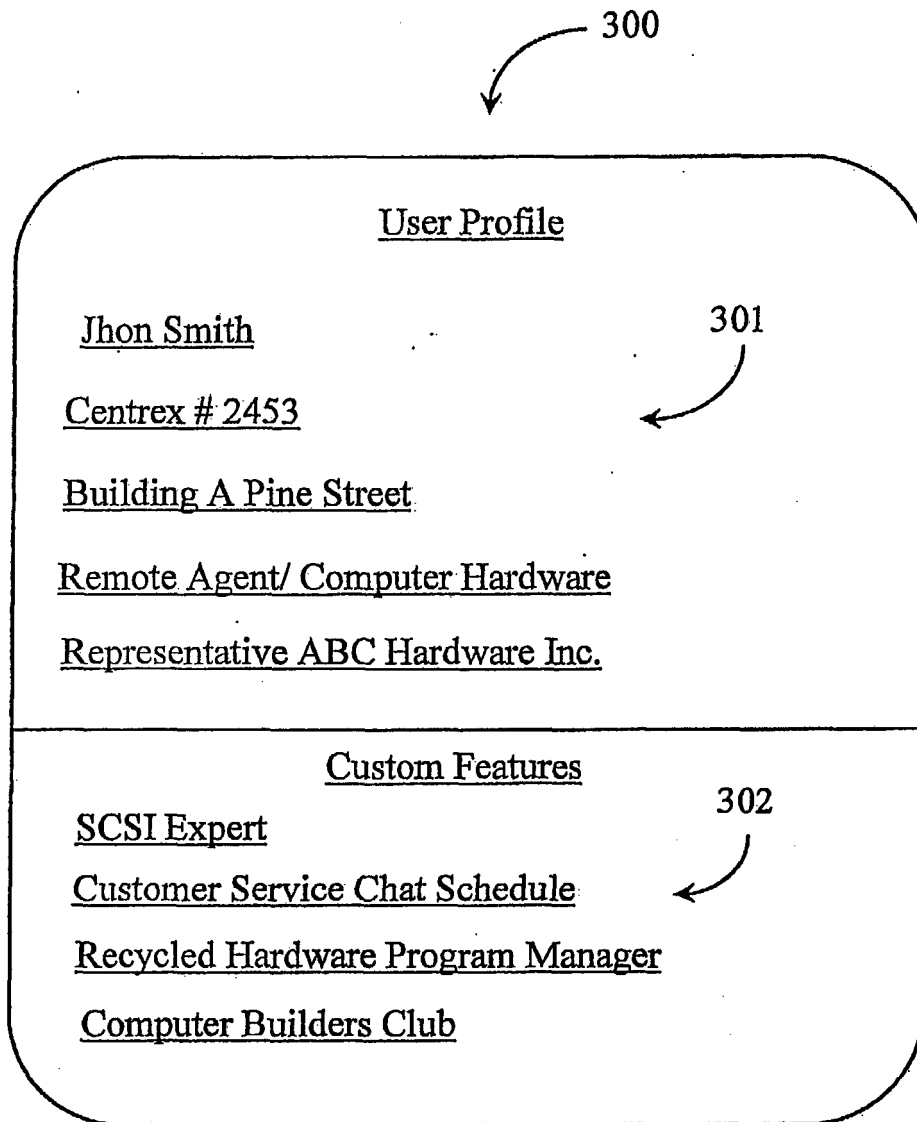 300
User Profile
Jhon Smith
301
Centrex # 2453
Building A Pine Street
Remote Agent/ Computer Hardware
Representative ABC Hardware Inc.
Custom Features
SCSI Expert
302
Customer Service Chat Schedule
Recycled Hardware Program Manager
Computer Builders Club